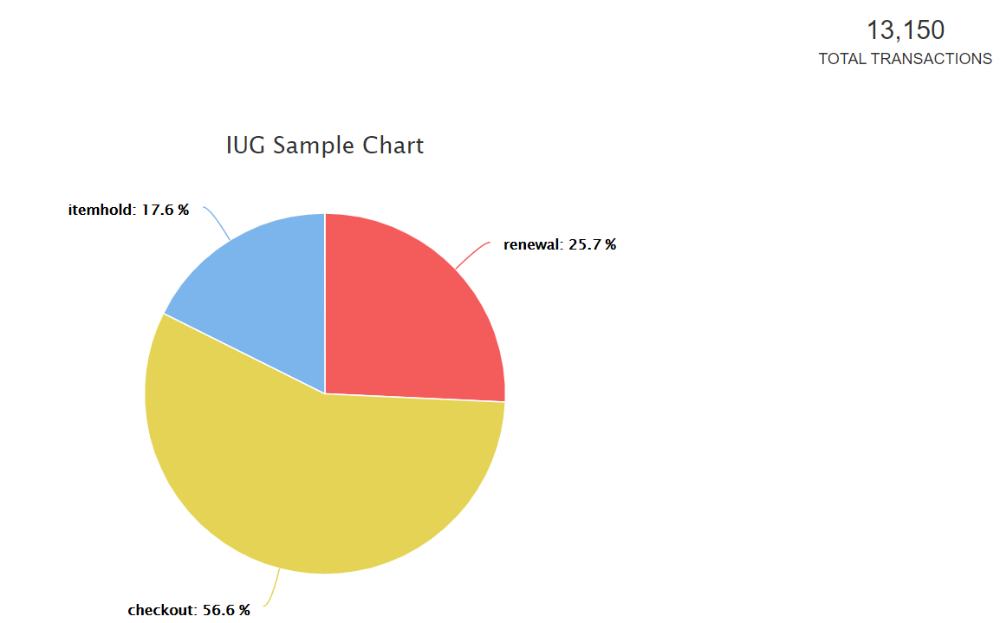 13,150
TOTAL TRANSACTIONS
IUG Sample Chart
itemhold: 17.6 %
renewal: 25.7 %
checkout: 56.6 %